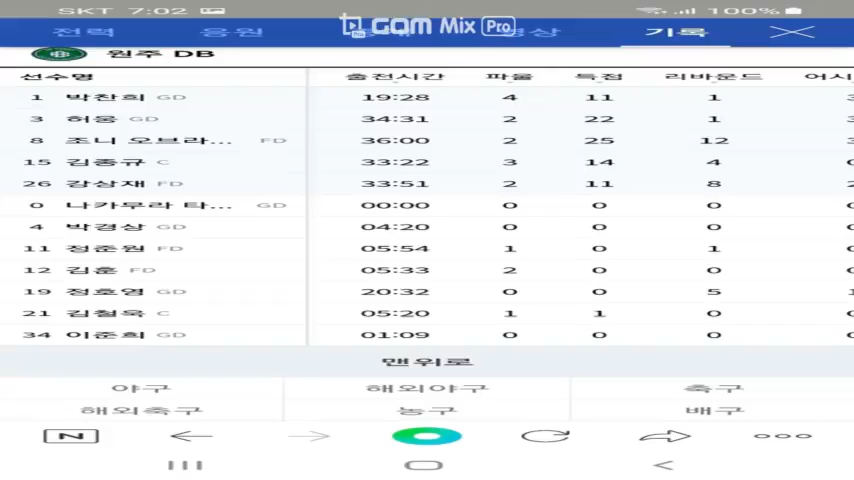 SKT 7:02 100%
GOM Mix Pro
전력 응원 영상 기록
원주 DB
선수명 출전시간 파울 득점 리바운드 어시
1 박찬희 GD 19:28 4 11 1 3
3 허웅 GD 34:31 2 22 1 3
8 조니 오브라... FD 36:00 2 25 12
15 김종규 C 33:22 3 14 4
26 강상재 FD 33:51 2 11 8
0 나카무라 타... GD 00:00 0 0 0
4 박경상 GD 04:20 0 0 0
11 정준원 FD 05:54 1 0 1
12 김훈 FD 05:33 2 0 0
19 정호영 GD 20:32 0 0 5
21 김철욱 C 05:20 1 1 0
34 이준희 GD 01:09 0 0 0
맨위로
야구 해외야구 축구
해외축구 농구 배구
N